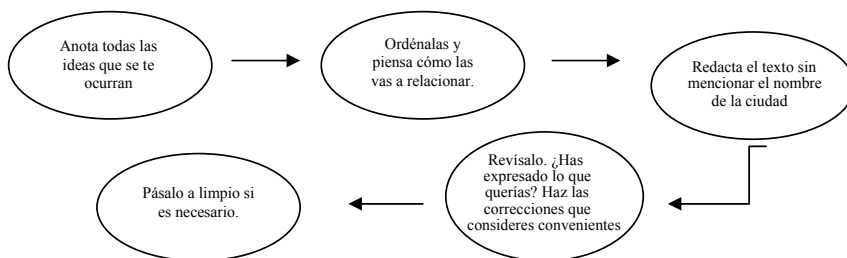 Anota todas las
ideas que se te
ocurran
Ordénalas y
piensa cómo las
vas a relacionar.
Redacta el texto sin
mencionar el nombre
de la ciudad
Revísalo. ¿Has
expresado lo que
querías? Haz las
correcciones que
consideres convenientes
Pásalo a limpio si
es necesario.